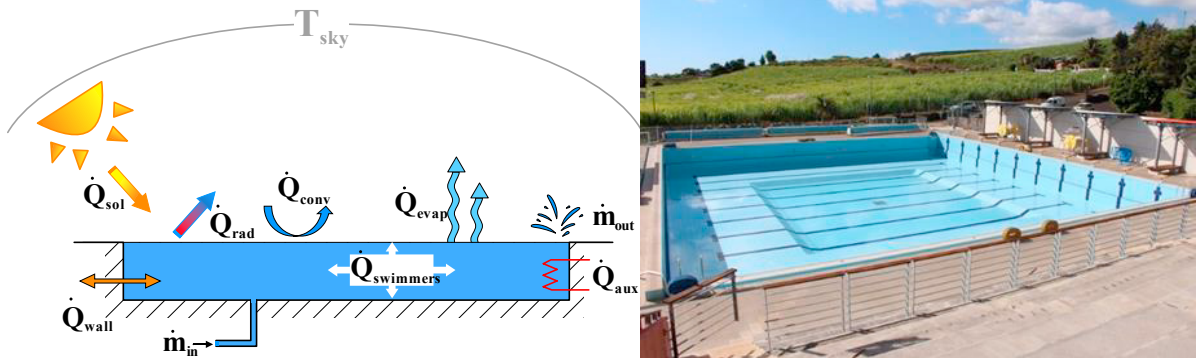 T_sky
Q̇_sol
Q̇_rad
Q̇_conv
Q̇_evap
ṁ_out
Q̇_swimmers
Q̇_aux
Q̇_wall
ṁ_in